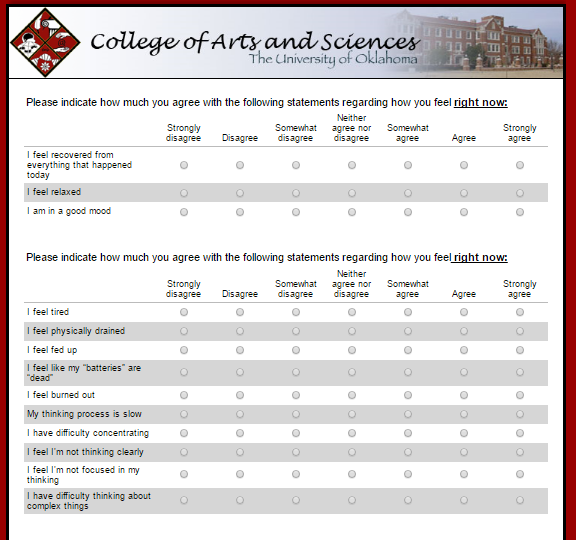 College of Arts and Sciences
The University of Oklahoma
Please indicate how much you agree with the following statements regarding how you feel right now:
Strongly disagree Disagree Somewhat disagree Neither agree nor disagree Somewhat agree Agree Strongly agree
I feel recovered from
everything that happened
today
I feel relaxed
I am in a good mood
Please indicate how much you agree with the following statements regarding how you feel right now:
Strongly disagree Disagree Somewhat disagree Neither agree nor disagree Somewhat agree Agree Strongly agree
I feel tired
I feel physically drained
I feel fed up
I feel like my "batteries" are
"dead"
I feel burned out
My thinking process is slow
I have difficulty concentrating
I feel I'm not thinking clearly
I feel I'm not focused in my
thinking
I have difficulty thinking about
complex things